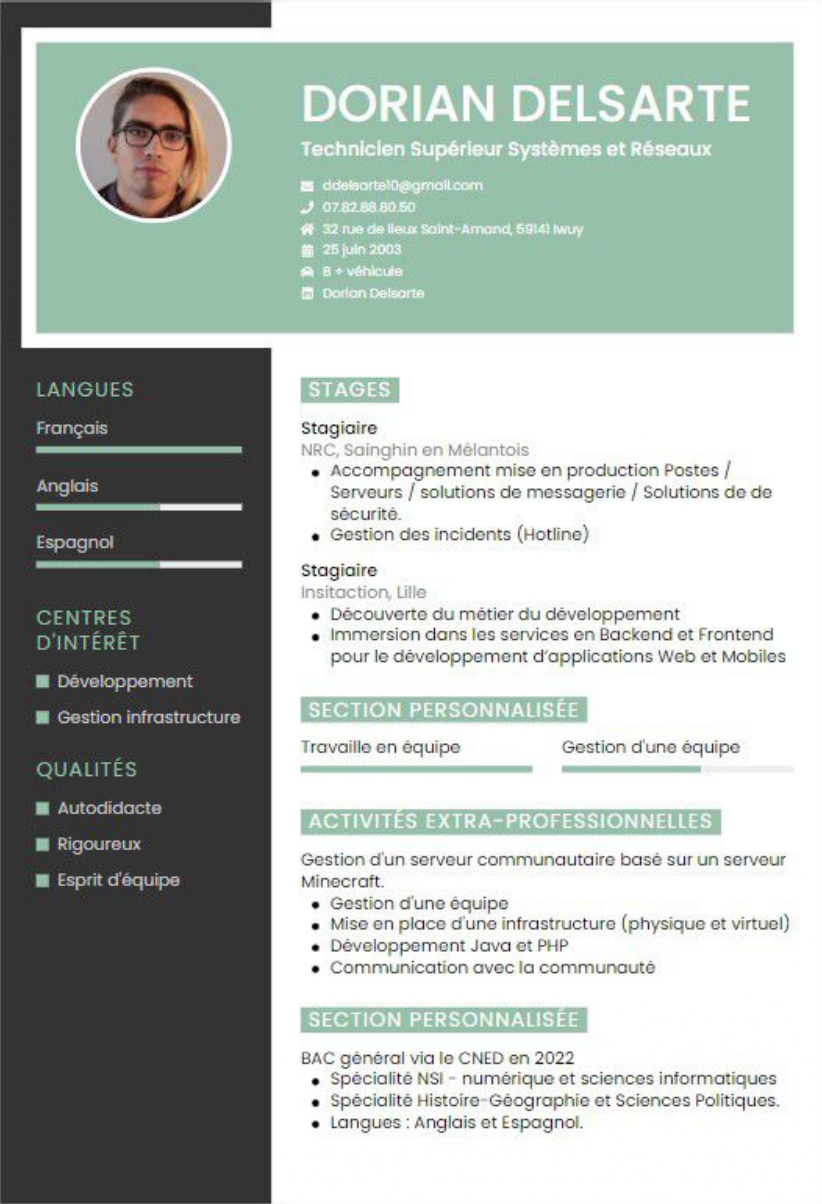 DORIAN DELSARTE
Technicien Supérieur Systèmes et Réseaux
ddelsarte10@gmail.com
07.82.88.80.50
32 rue de lieux Saint-Amand, 59141 Iwuy
25 juin 2003
B + véhicule
Dorian Delsarte
LANGUES
Français
Anglais
Espagnol
CENTRES
D'INTÉRÊT
Développement
Gestion infrastructure
QUALITÉS
Autodidacte
Rigoureux
Esprit d'équipe
STAGES
Stagiaire
NRC, Sainghin en Mélantois
Accompagnement mise en production Postes /
Serveurs / solutions de messagerie / Solutions de de
sécurité.
Gestion des incidents (Hotline)
Stagiaire
Insitaction, Lille
Découverte du métier du développement
Immersion dans les services en Backend et Frontend
pour le développement d'applications Web et Mobiles
SECTION PERSONNALISÉE
Travaille en équipe
Gestion d'une équipe
ACTIVITÉS EXTRA-PROFESSIONNELLES
Gestion d'un serveur communautaire basé sur un serveur
Minecraft.
Gestion d'une équipe
Mise en place d'une infrastructure (physique et virtuel)
Développement Java et PHP
Communication avec la communauté
SECTION PERSONNALISÉE
BAC général via le CNED en 2022
Spécialité NSI - numérique et sciences informatiques
Spécialité Histoire-Géographie et Sciences Politiques.
Langues : Anglais et Espagnol.